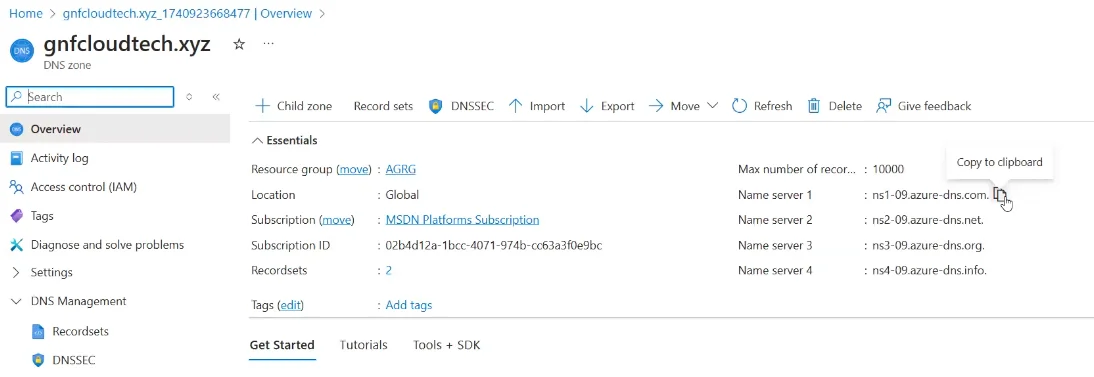 Home > gnfcloudtech.xyz_1740923668477 | Overview >
gnfcloudtech.xyz
DNS
DNS zone
Search
Overview
Activity log
Access control (IAM)
Tags
Diagnose and solve problems
Settings
DNS Management
Recordsets
DNSSEC
Child zone Record sets DNSSEC Import Export Move Refresh Delete Give feedback
Essentials
Copy to clipboard
Resource group (move) : AGRG
Location : Global
Subscription (move) : MSDN Platforms Subscription
Subscription ID : 02b4d12a-1bcc-4071-974b-cc63a3f0e9bc
Recordsets : 2
Max number of recor... : 10000
Name server 1 : ns1-09.azure-dns.com.
Name server 2 : ns2-09.azure-dns.net.
Name server 3 : ns3-09.azure-dns.org.
Name server 4 : ns4-09.azure-dns.info.
Tags (edit) : Add tags
Get Started Tutorials Tools + SDK